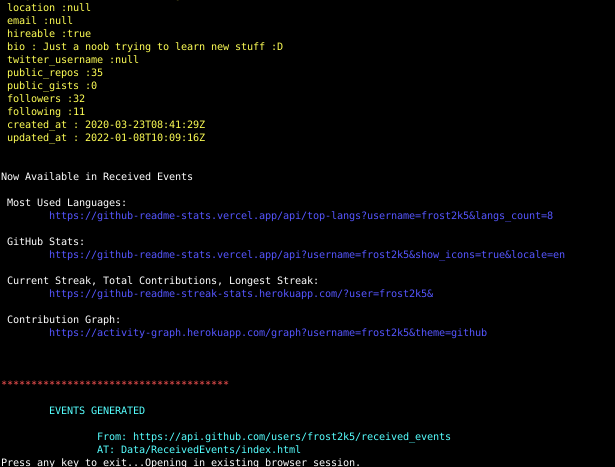 location :null
email :null
hireable :true
bio : Just a noob trying to learn new stuff :D
twitter_username :null
public_repos :35
public_gists :0
followers :32
following :11
created_at : 2020-03-23T08:41:29Z
updated_at : 2022-01-08T10:09:16Z
Now Available in Received Events
Most Used Languages:
https://github-readme-stats.vercel.app/api/top-langs?username=frost2k5&langs_count=8
GitHub Stats:
https://github-readme-stats.vercel.app/api?username=frost2k5&show_icons=true&locale=en
Current Streak, Total Contributions, Longest Streak:
https://github-readme-streak-stats.herokuapp.com/?user=frost2k5&
Contribution Graph:
https://activity-graph.herokuapp.com/graph?username=frost2k5&theme=github
**************************************
EVENTS GENERATED
From: https://api.github.com/users/frost2k5/received_events
AT: Data/ReceivedEvents/index.html
Press any key to exit...Opening in existing browser session.